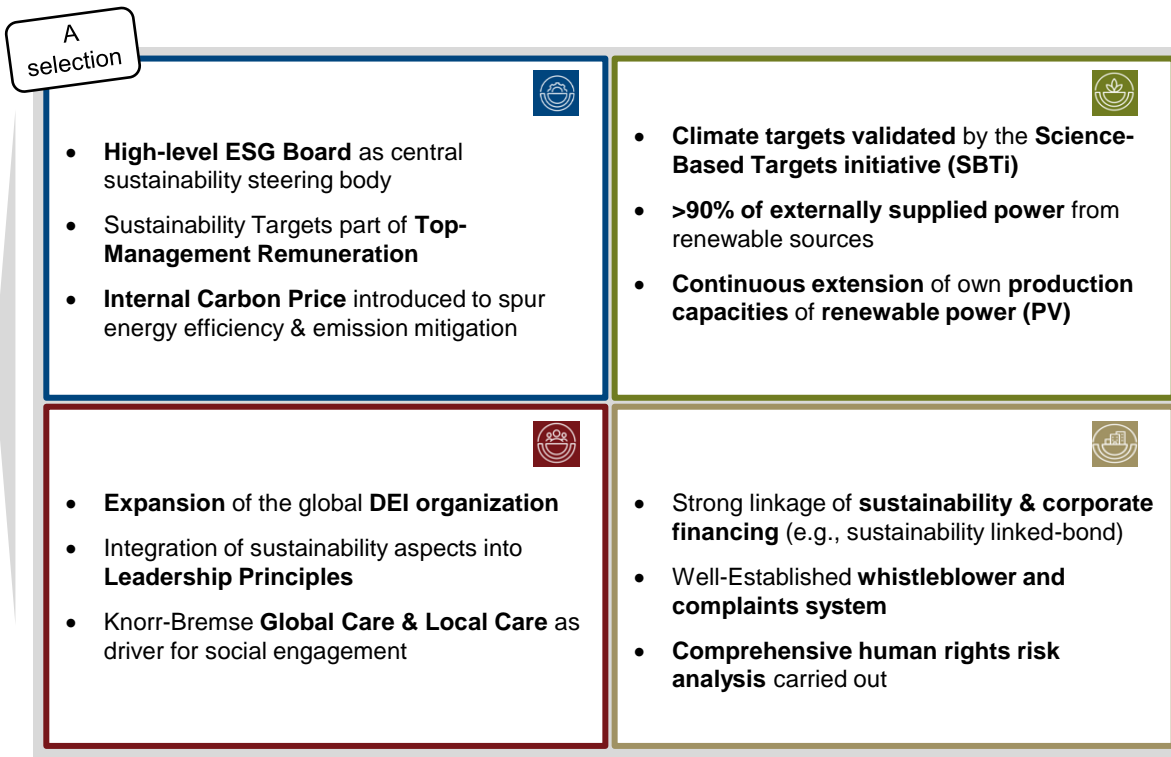 A
selection
• High-level ESG Board as central
sustainability steering body
• Sustainability Targets part of Top-
Management Remuneration
• Internal Carbon Price introduced to spur
energy efficiency & emission mitigation
• Climate targets validated by the Science-
Based Targets initiative (SBTi)
• >90% of externally supplied power from
renewable sources
• Continuous extension of own production
capacities of renewable power (PV)
• Expansion of the global DEI organization
• Integration of sustainability aspects into
Leadership Principles
• Knorr-Bremse Global Care & Local Care as
driver for social engagement
• Strong linkage of sustainability & corporate
financing (e.g., sustainability linked-bond)
• Well-Established whistleblower and
complaints system
• Comprehensive human rights risk
analysis carried out